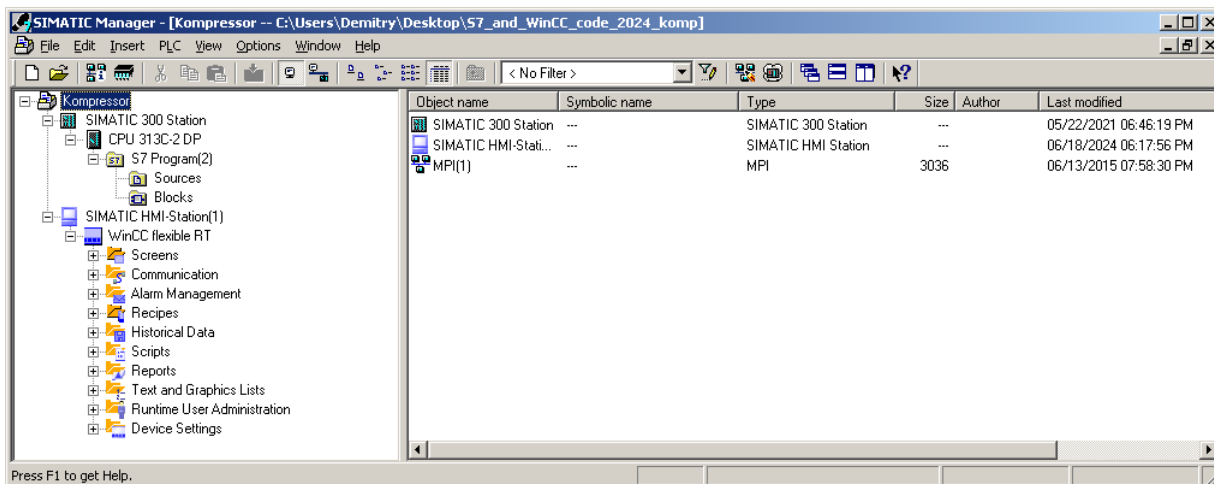 SIMATIC Manager - [Kompressor -- C:\Users\Demitry\Desktop\S7_and_WinCC_code_2024_komp]
File Edit Insert PLC View Options Window Help
< No Filter >
Kompressor
SIMATIC 300 Station
CPU 313C-2 DP
S7 Program(2)
Sources
Blocks
SIMATIC HMI-Station(1)
WinCC flexible RT
Screens
Communication
Alarm Management
Recipes
Historical Data
Scripts
Reports
Text and Graphics Lists
Runtime User Administration
Device Settings
Object name Symbolic name Type Size Author Last modified
SIMATIC 300 Station --- SIMATIC 300 Station --- 05/22/2021 06:46:19 PM
SIMATIC HMI-Stati... --- SIMATIC HMI Station --- 06/18/2024 06:17:56 PM
MPI(1) --- MPI 3036 06/13/2015 07:58:30 PM
Press F1 to get Help.